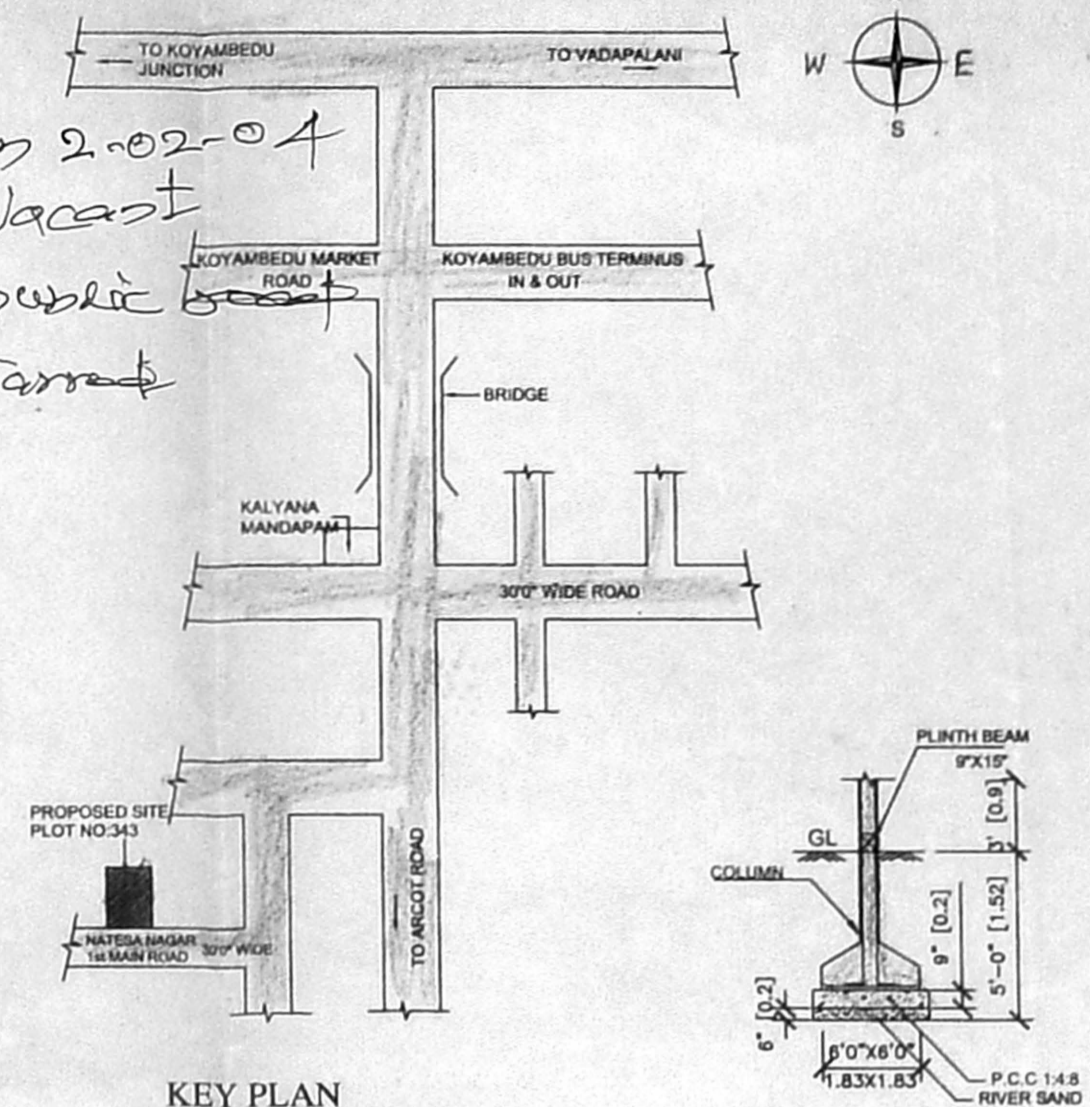 TO KOYAMBEDU
JUNCTION
TO VADAPALANI
W
E
S
2-02-04
Vacant
public
Tarred
KOYAMBEDU MARKET
ROAD
KOYAMBEDU BUS TERMINUS
IN & OUT
BRIDGE
KALYANA
MANDAPAM
30'0" WIDE ROAD
PROPOSED SITE
PLOT NO:343
NATESA NAGAR
1st MAIN ROAD
30'0" WIDE
TO ARCOT ROAD
PLINTH BEAM
9"X15"
GL
COLUMN
3' [0.9]
9" [0.2]
5'-0" [1.52]
6" [0.2]
6'0"X6'0"
1.83X1.83
P.C.C 1:4:8
RIVER SAND
KEY PLAN